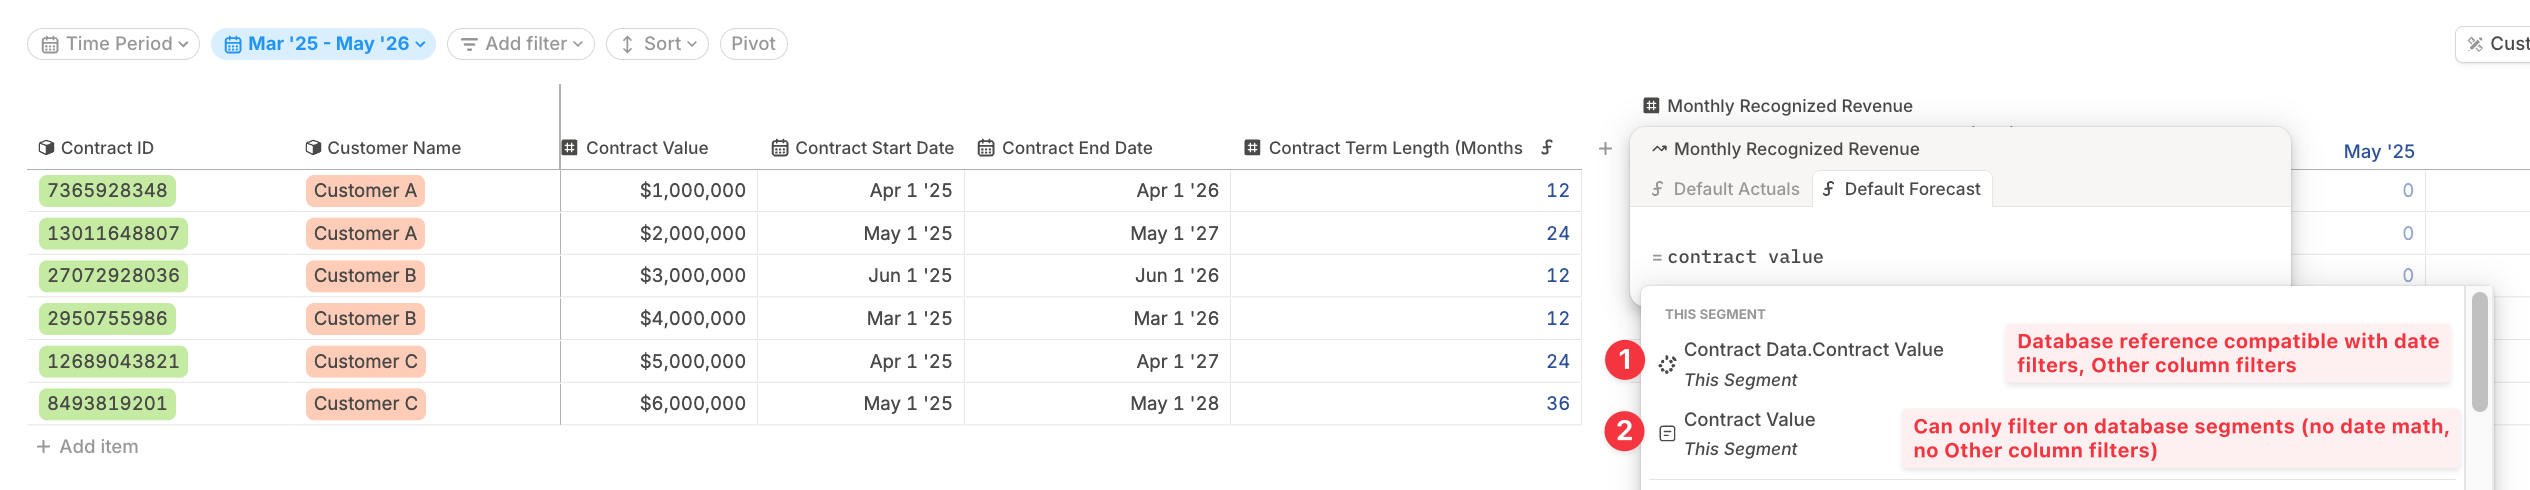 Time Period
Mar '25 - May '26
Add filter
Sort
Pivot
Cust
Monthly Recognized Revenue
Contract ID
Customer Name
Contract Value
Contract Start Date
Contract End Date
Contract Term Length (Months
May '25
7365928348 Customer A $1,000,000 Apr 1 '25 Apr 1 '26 12 0
13011648807 Customer A $2,000,000 May 1 '25 May 1 '27 24 0
27072928036 Customer B $3,000,000 Jun 1 '25 Jun 1 '26 12 0
2950755986 Customer B $4,000,000 Mar 1 '25 Mar 1 '26 12
12689043821 Customer C $5,000,000 Apr 1 '25 Apr 1 '27 24
8493819201 Customer C $6,000,000 May 1 '25 May 1 '28 36
+ Add item
Monthly Recognized Revenue
Default Actuals
Default Forecast
= contract value
THIS SEGMENT
1
Contract Data.Contract Value
This Segment
Database reference compatible with date
filters, Other column filters
2
Contract Value
This Segment
Can only filter on database segments (no date math,
no Other column filters)